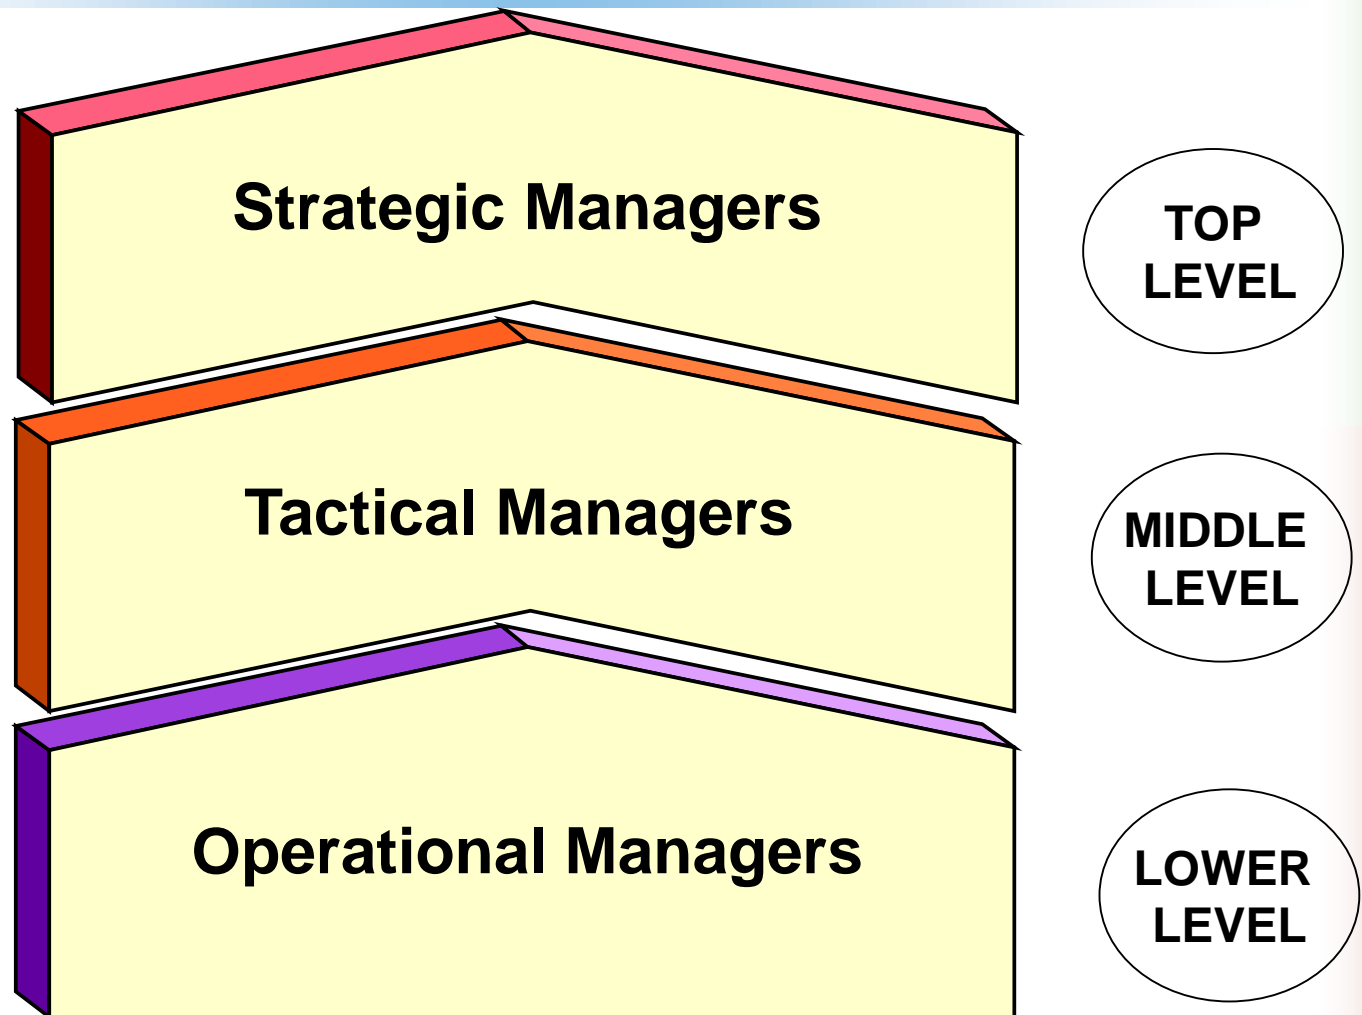 Strategic Managers
TOP
LEVEL
Tactical Managers
MIDDLE
LEVEL
Operational Managers
LOWER
LEVEL